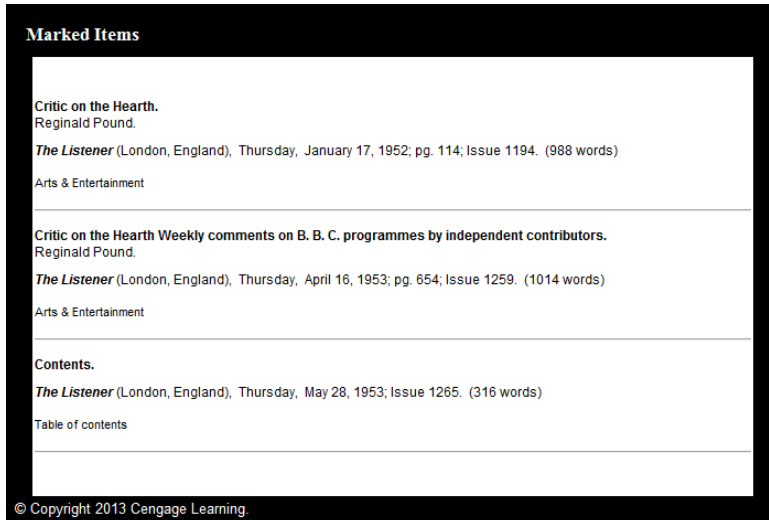 Marked Items
Critic on the Hearth.
Reginald Pound.
The Listener (London, England), Thursday, January 17, 1952; pg. 114; Issue 1194. (988 words)
Arts & Entertainment
Critic on the Hearth Weekly comments on B. B. C. programmes by independent contributors.
Reginald Pound.
The Listener (London, England), Thursday, April 16, 1953; pg. 654; Issue 1259. (1014 words)
Arts & Entertainment
Contents.
The Listener (London, England), Thursday, May 28, 1953; Issue 1265. (316 words)
Table of contents
© Copyright 2013 Cengage Learning.